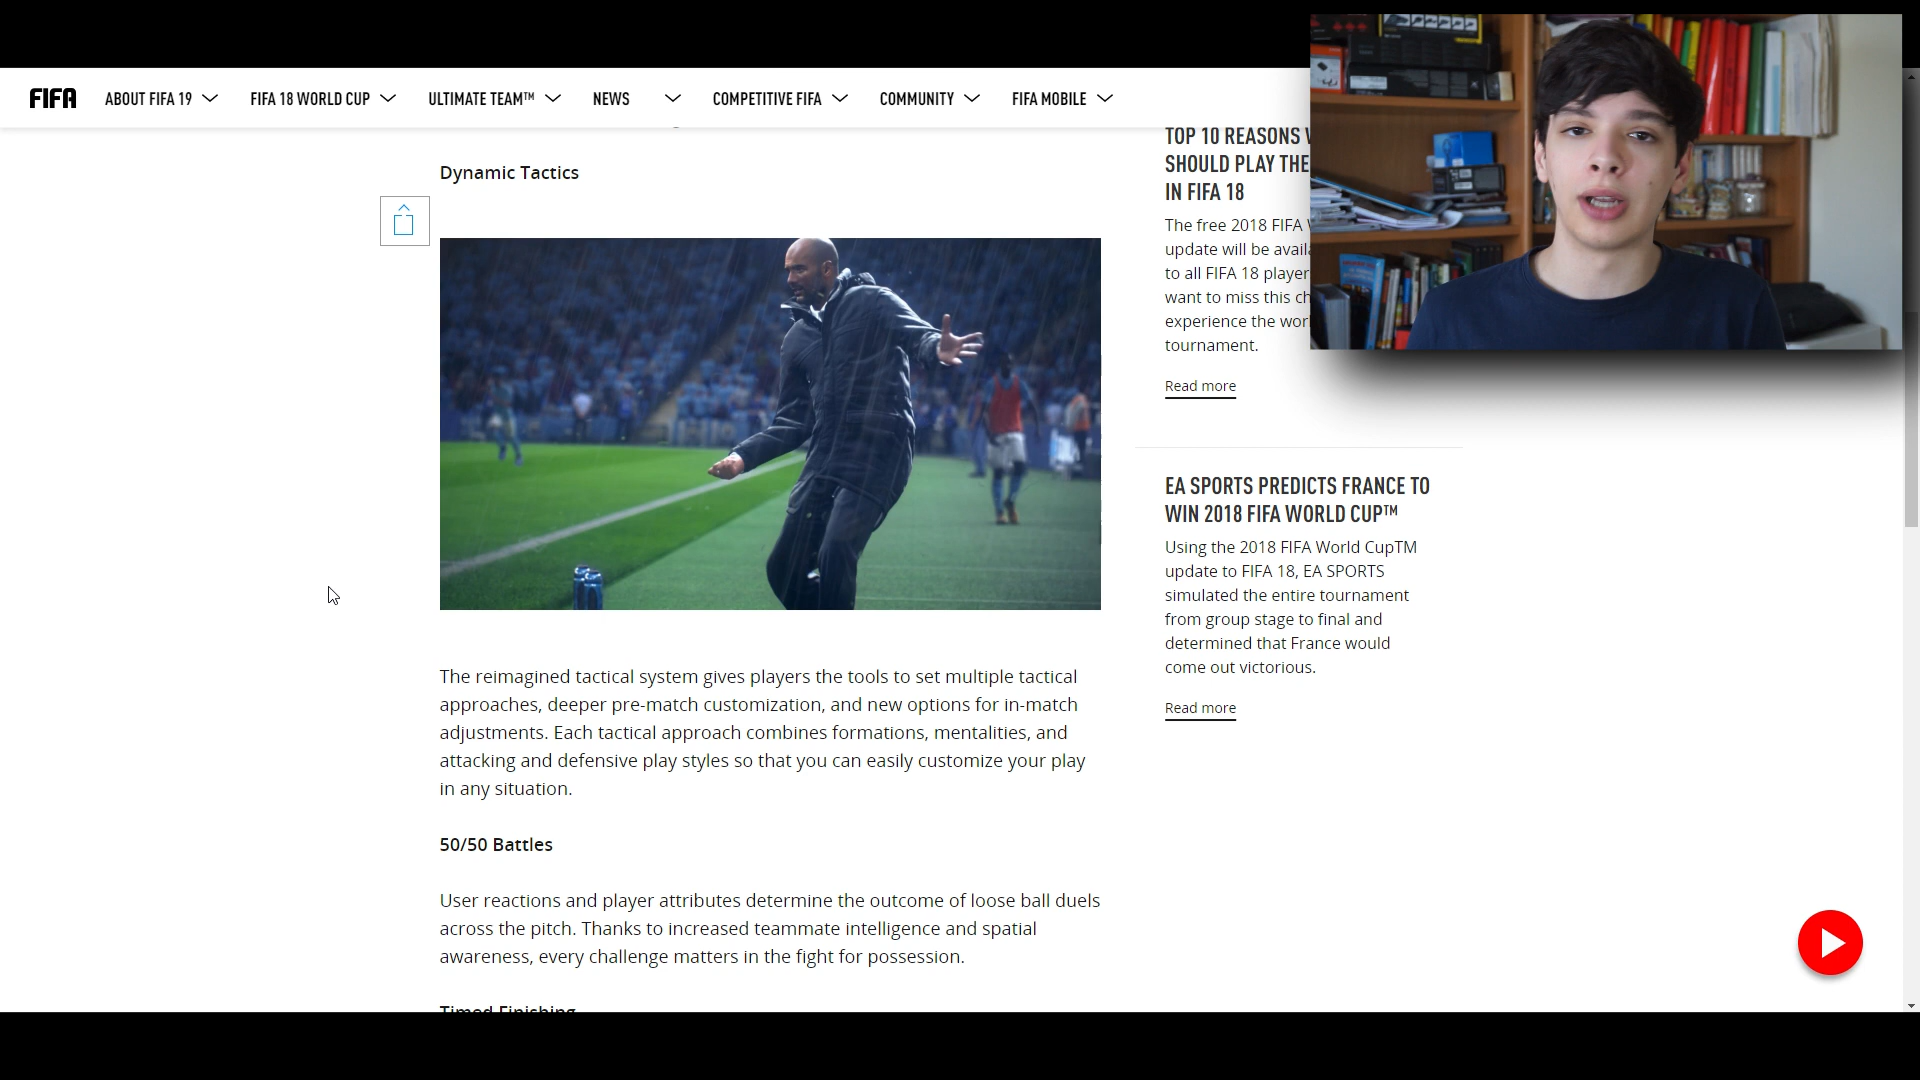 FIFA
ABOUT FIFA 19
FIFA 18 WORLD CUP
ULTIMATE TEAM™
NEWS
COMPETITIVE FIFA
COMMUNITY
FIFA MOBILE
Dynamic Tactics
The reimagined tactical system gives players the tools to set multiple tactical
approaches, deeper pre-match customization, and new options for in-match
adjustments. Each tactical approach combines formations, mentalities, and
attacking and defensive play styles so that you can easily customize your play
in any situation.
50/50 Battles
User reactions and player attributes determine the outcome of loose ball duels
across the pitch. Thanks to increased teammate intelligence and spatial
awareness, every challenge matters in the fight for possession.
Timed Finishing
TOP 10 REASONS
SHOULD PLAY THE
IN FIFA 18
The free 2018 FIFA
update will be
to all FIFA 18
want to miss this
experience the
tournament.
Read more
EA SPORTS PREDICTS FRANCE TO
WIN 2018 FIFA WORLD CUP™
Using the 2018 FIFA World CupTM
update to FIFA 18, EA SPORTS
simulated the entire tournament
from group stage to final and
determined that France would
come out victorious.
Read more